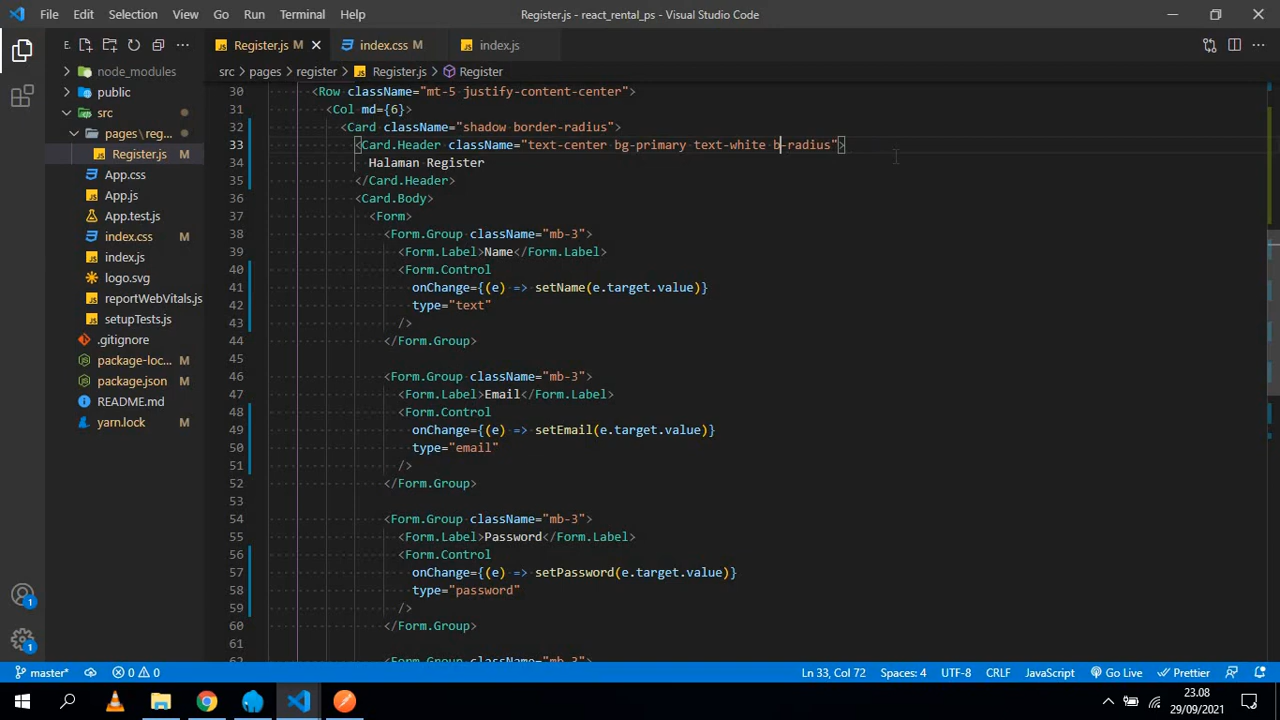 File Edit Selection View Go Run Terminal Help Register.js - react_rental_ps - Visual Studio Code
E.
Register.js M
index.css M
index.js
src > pages > register > Register.js > Register
node_modules
public
src
pages\reg...
Register.js M
App.css
App.js
App.test.js
index.css M
index.js
logo.svg
reportWebVitals.js
setupTests.js
.gitignore
package-loc... M
package.json M
README.md
yarn.lock M
30 <Row className="mt-5 justify-content-center">
31 <Col md={6}>
32 <Card className="shadow border-radius">
33 <Card.Header className="text-center bg-primary text-white b-radius">
34 Halaman Register
35 </Card.Header>
36 <Card.Body>
37 <Form>
38 <Form.Group className="mb-3">
39 <Form.Label>Name</Form.Label>
40 <Form.Control
41 onChange={(e) => setName(e.target.value)}
42 type="text"
43 />
44 </Form.Group>
45
46 <Form.Group className="mb-3">
47 <Form.Label>Email</Form.Label>
48 <Form.Control
49 onChange={(e) => setEmail(e.target.value)}
50 type="email"
51 />
52 </Form.Group>
53
54 <Form.Group className="mb-3">
55 <Form.Label>Password</Form.Label>
56 <Form.Control
57 onChange={(e) => setPassword(e.target.value)}
58 type="password"
59 />
60 </Form.Group>
61
62 <Form.Group className="mb-3">
1
1
master* 0 0 Ln 33, Col 72 Spaces: 4 UTF-8 CRLF JavaScript Go Live Prettier
23.08
29/09/2021